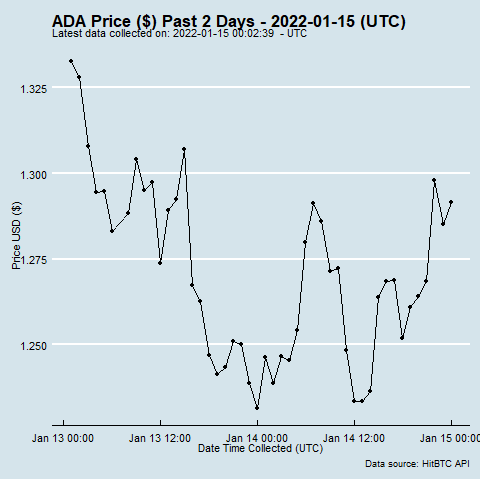 ADA Price ($) Past 2 Days - 2022-01-15 (UTC)
Latest data collected on: 2022-01-15 00:02:39 - UTC
1.325
1.300
1.275
1.250
Price USD ($)
Jan 13 00:00 Jan 13 12:00 Jan 14 00:00 Jan 14 12:00 Jan 15 00:00
Date Time Collected (UTC)
Data source: HitBTC API